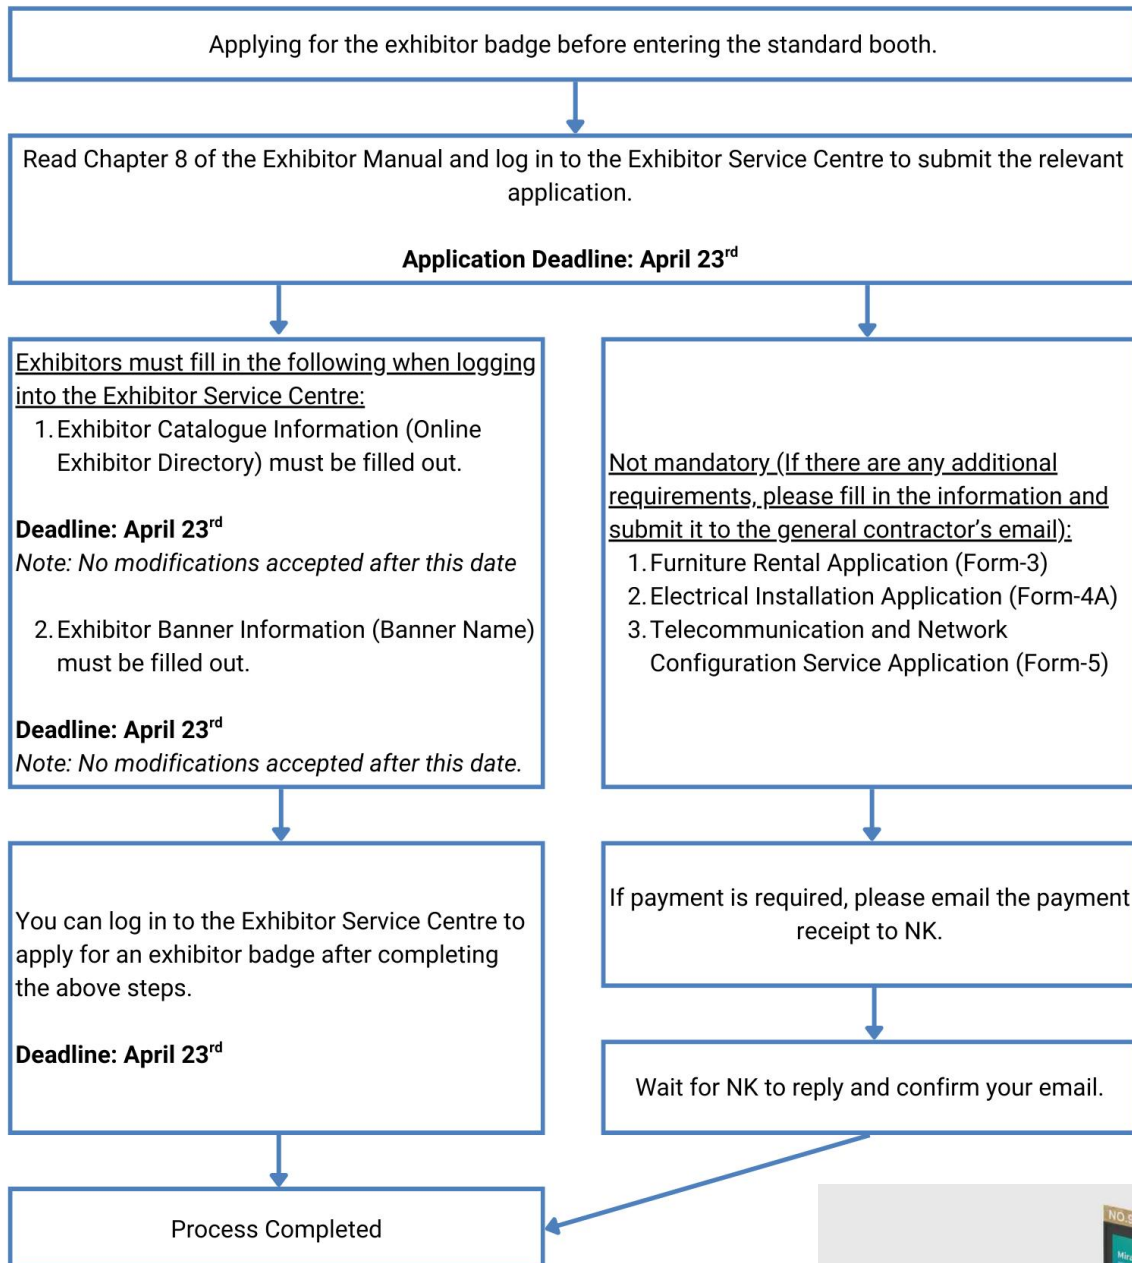 Applying for the exhibitor badge before entering the standard booth.
Read Chapter 8 of the Exhibitor Manual and log in to the Exhibitor Service Centre to submit the relevant
application.
Application Deadline: April 23rd
Exhibitors must fill in the following when logging
into the Exhibitor Service Centre:
1. Exhibitor Catalogue Information (Online
Exhibitor Directory) must be filled out.
Deadline: April 23rd
Note: No modifications accepted after this date
2. Exhibitor Banner Information (Banner Name)
must be filled out.
Deadline: April 23rd
Note: No modifications accepted after this date.
Not mandatory (If there are any additional
requirements, please fill in the information and
submit it to the general contractor’s email):
1. Furniture Rental Application (Form-3)
2. Electrical Installation Application (Form-4A)
3. Telecommunication and Network
Configuration Service Application (Form-5)
You can log in to the Exhibitor Service Centre to
apply for an exhibitor badge after completing
the above steps.
Deadline: April 23rd
If payment is required, please email the payment
receipt to NK.
Wait for NK to reply and confirm your email.
Process Completed